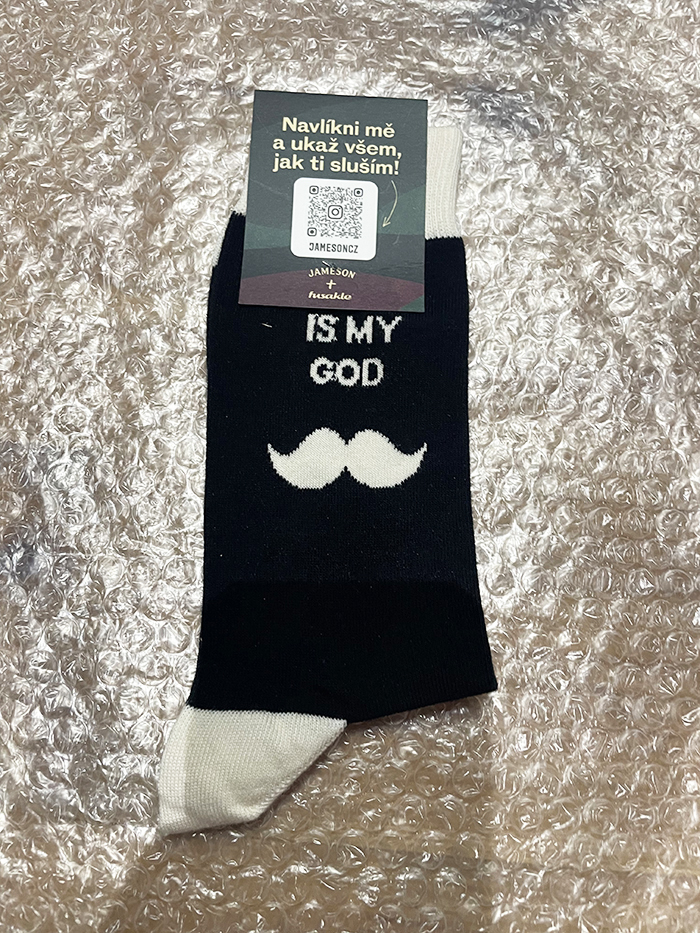 Navlíkni mě
a ukaž všem,
jak ti sluším!
JAMESONCZ
JAMESON
+
fusakle
IS MY
GOD